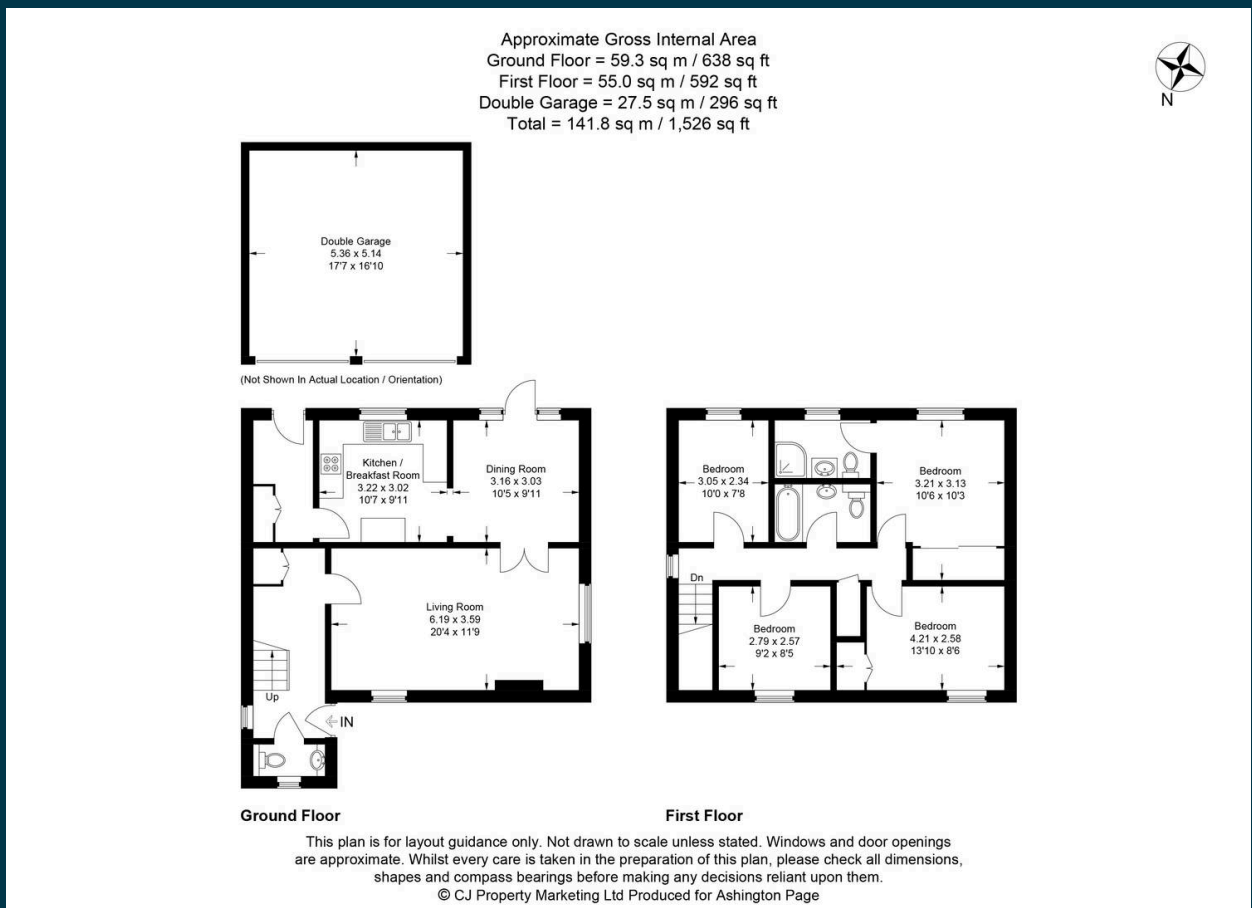 Approximate Gross Internal Area
Ground Floor = 59.3 sq m / 638 sq ft
First Floor = 55.0 sq m / 592 sq ft
Double Garage = 27.5 sq m / 296 sq ft
Total = 141.8 sq m / 1,526 sq ft
N
Double Garage
5.36 x 5.14
17'7 x 16'10
(Not Shown In Actual Location / Orientation)
Kitchen /
Breakfast Room
3.22 x 3.02
10'7 x 9'11
Dining Room
3.16 x 3.03
10'5 x 9'11
Living Room
6.19 x 3.59
20'4 x 11'9
Up
IN
Bedroom
3.05 x 2.34
10'0 x 7'8
Bedroom
3.21 x 3.13
10'6 x 10'3
Dn
Bedroom
2.79 x 2.57
9'2 x 8'5
Bedroom
4.21 x 2.58
13'10 x 8'6
Ground Floor
First Floor
This plan is for layout guidance only. Not drawn to scale unless stated. Windows and door openings
are approximate. Whilst every care is taken in the preparation of this plan, please check all dimensions,
shapes and compass bearings before making any decisions reliant upon them.
© CJ Property Marketing Ltd Produced for Ashington Page